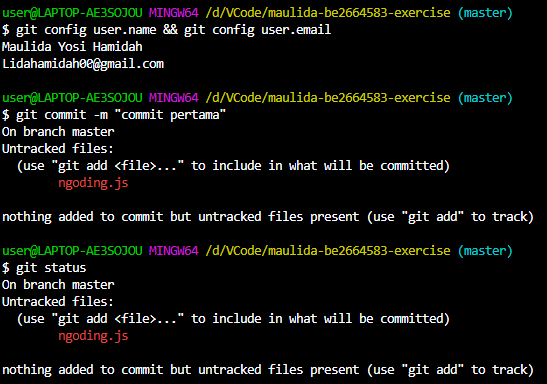 user@LAPTOP-AE3SOJOU MINGW64 /d/VCode/maulida-be2664583-exercise (master)
$ git config user.name && git config user.email
Maulida Yosi Hamidah
Lidahamidah00@gmail.com
user@LAPTOP-AE3SOJOU MINGW64 /d/VCode/maulida-be2664583-exercise (master)
$ git commit -m "commit pertama"
On branch master
Untracked files:
(use "git add <file>..." to include in what will be committed)
ngoding.js
nothing added to commit but untracked files present (use "git add" to track)
user@LAPTOP-AE3SOJOU MINGW64 /d/VCode/maulida-be2664583-exercise (master)
$ git status
On branch master
Untracked files:
(use "git add <file>..." to include in what will be committed)
ngoding.js
nothing added to commit but untracked files present (use "git add" to track)